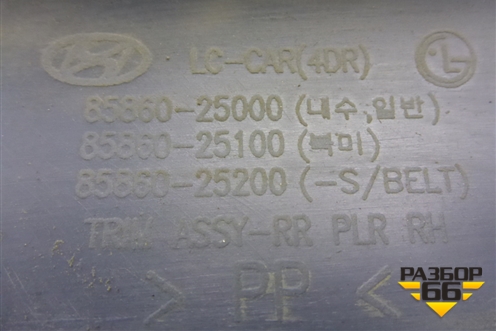 LC-CAR(4DR)
85860-25000 (내수,일반)
85860-25100 (북미)
85860-25200 (-S/BELT)
TRIM ASSY-RR PLR RH
> PP <
РАЗБОР
66